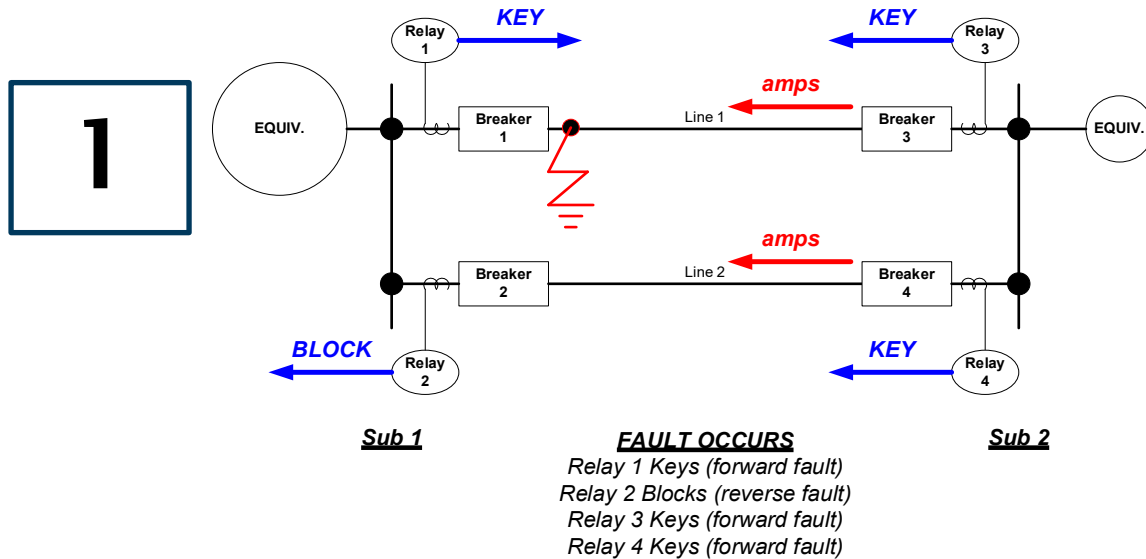 1
KEY
KEY
Relay
1
Relay
3
amps
EQUIV.
Breaker
1
Line 1
Breaker
3
EQUIV.
amps
Breaker
2
Line 2
Breaker
4
BLOCK
Relay
2
KEY
Relay
4
Sub 1
FAULT OCCURS
Sub 2
Relay 1 Keys (forward fault)
Relay 2 Blocks (reverse fault)
Relay 3 Keys (forward fault)
Relay 4 Keys (forward fault)